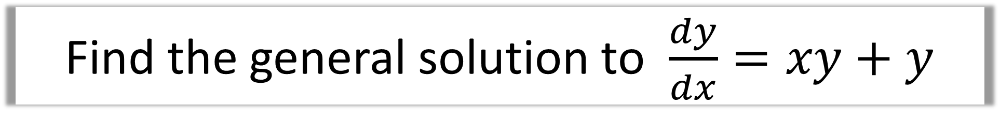 Find the general solution to dy/dx = xy + y